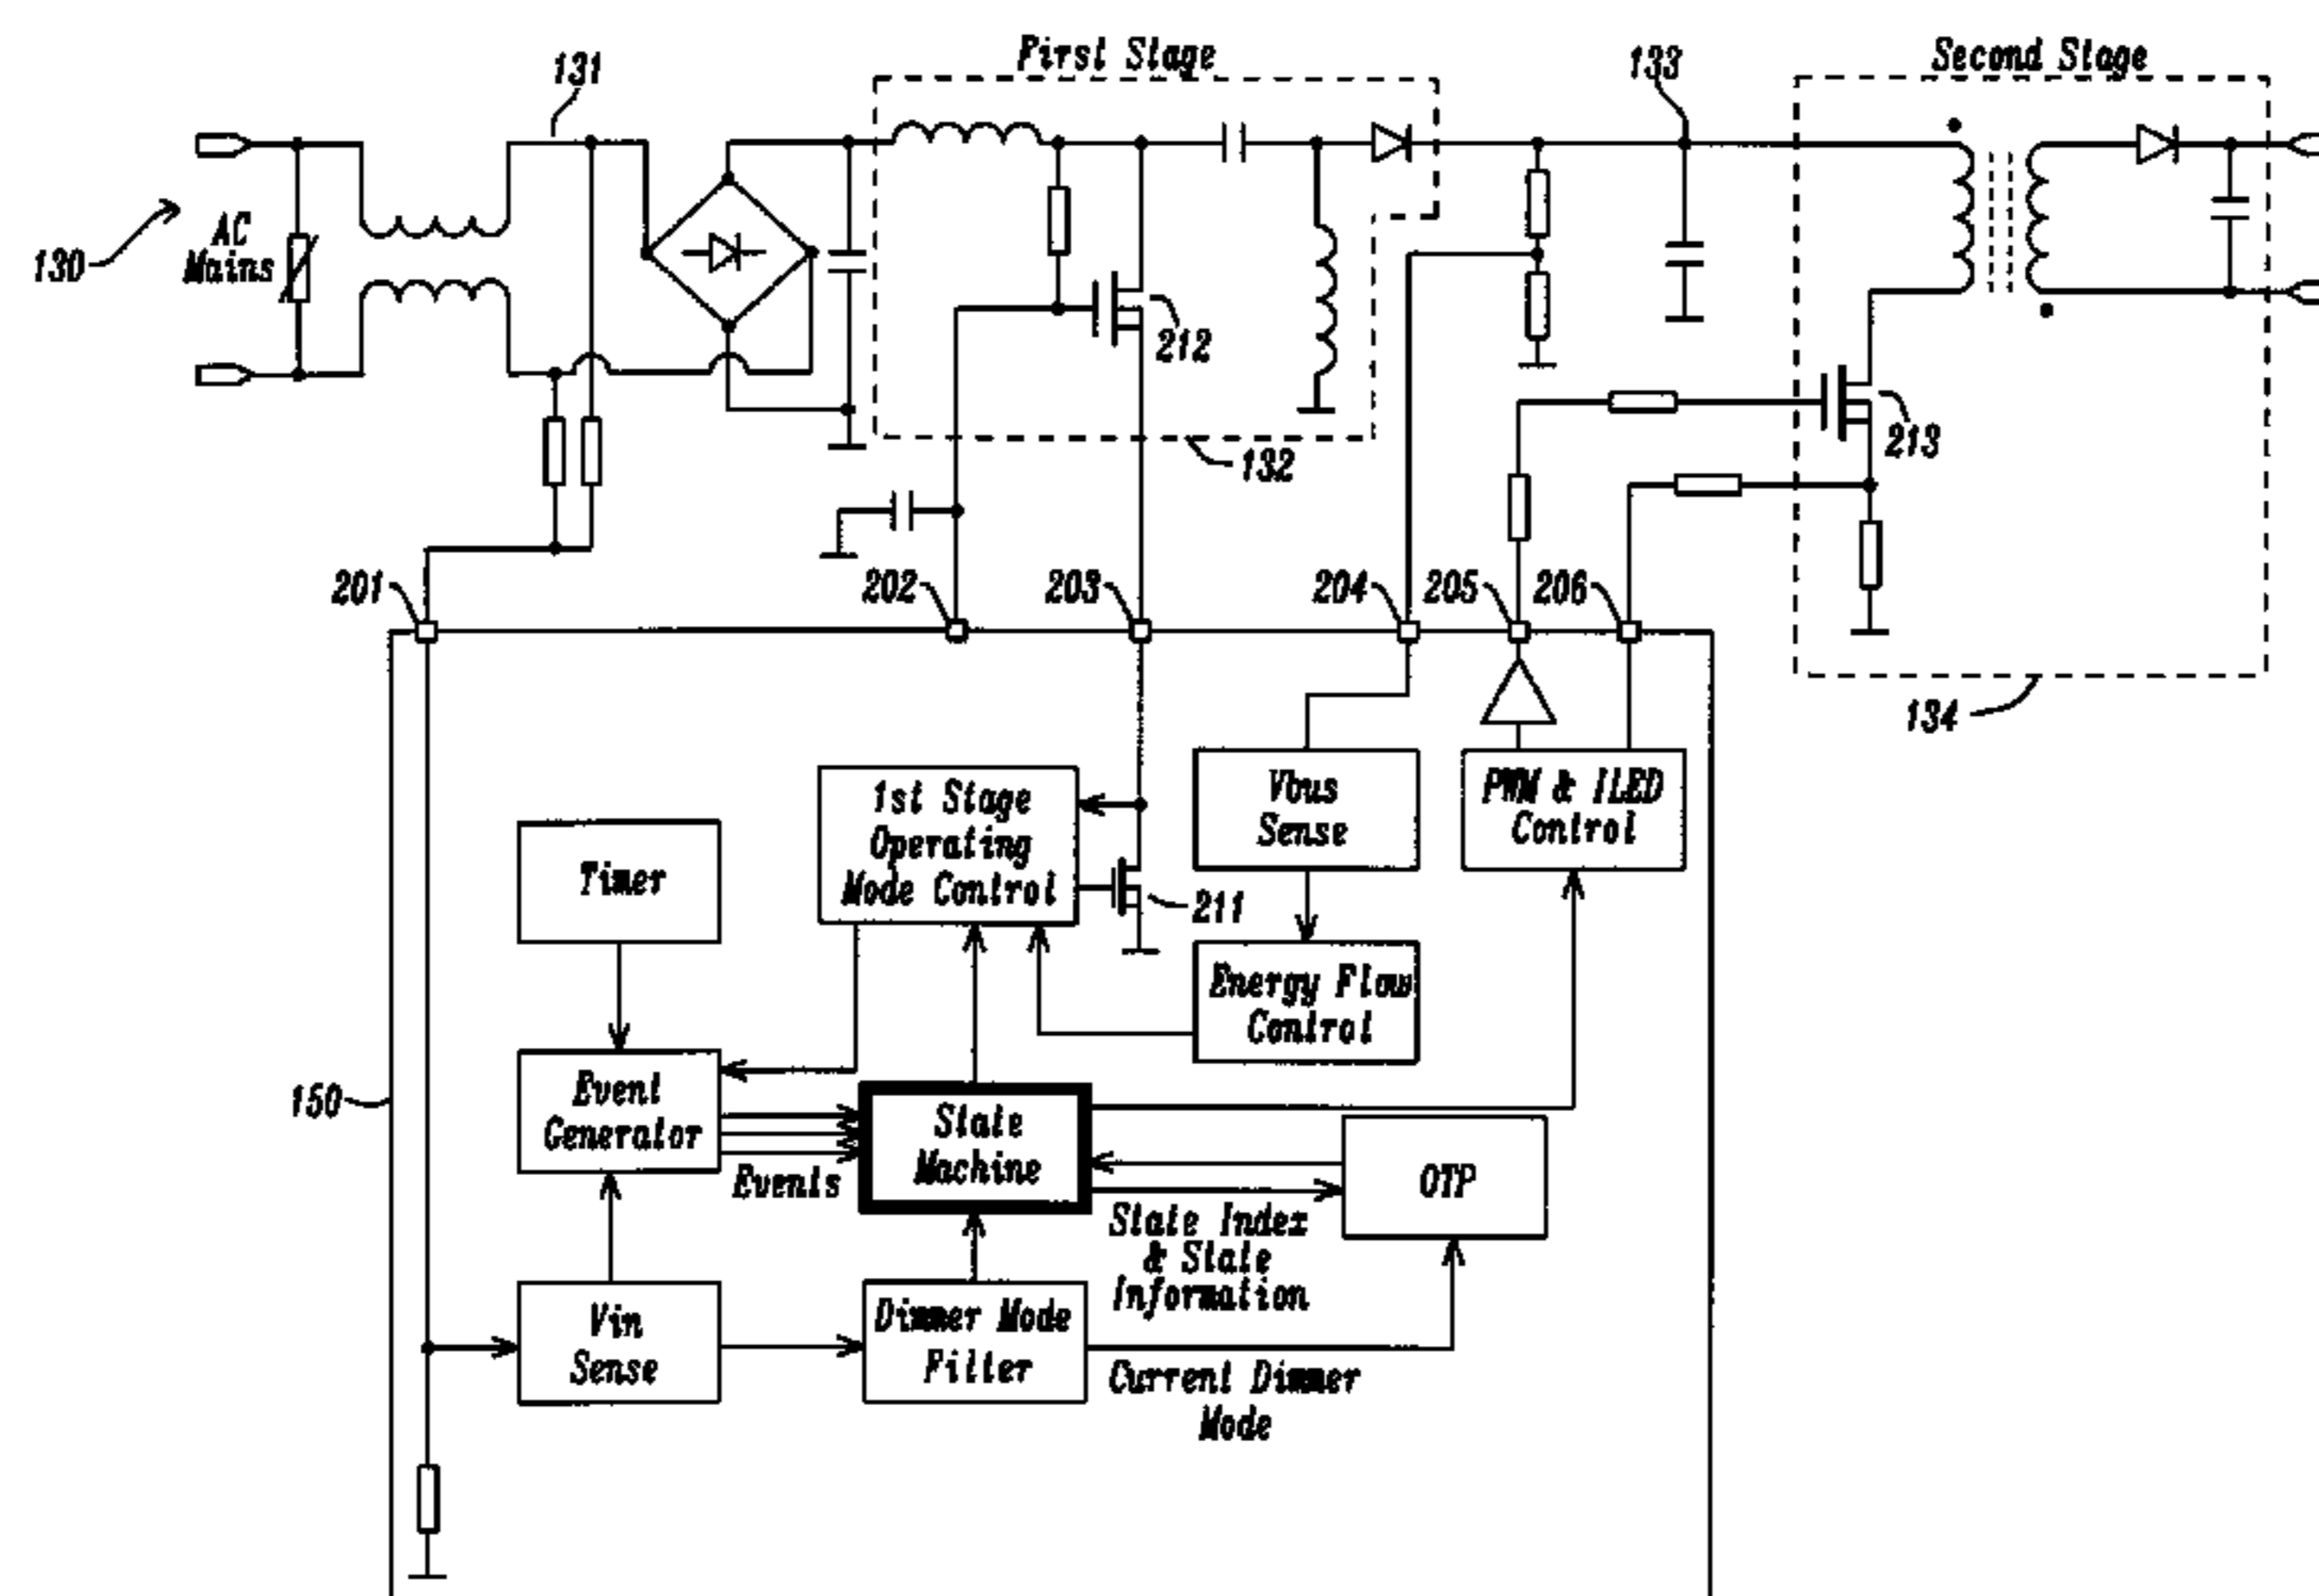 First Stage
Second Stage
131
133
130
AC
Mains
212
213
132
201
202
203
204
205
206
134
1st Stage
Operating
Mode Control
Vbus
Sense
PWM & ILED
Control
Timer
211
Energy Flow
Control
150
Event
Generator
State
Machine
Events
OTP
State Index
& State
Information
Vin
Sense
Dimmer Mode
Filter
Current Dimmer
Mode